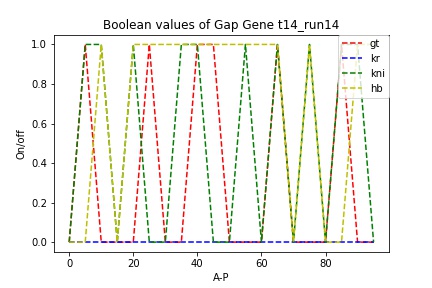 Boolean values of Gap Gene t14_run14
gt
kr
kni
hb
1.0
0.8
0.6
0.4
0.2
0.0
On/off
0 20 40 60 80
A-P